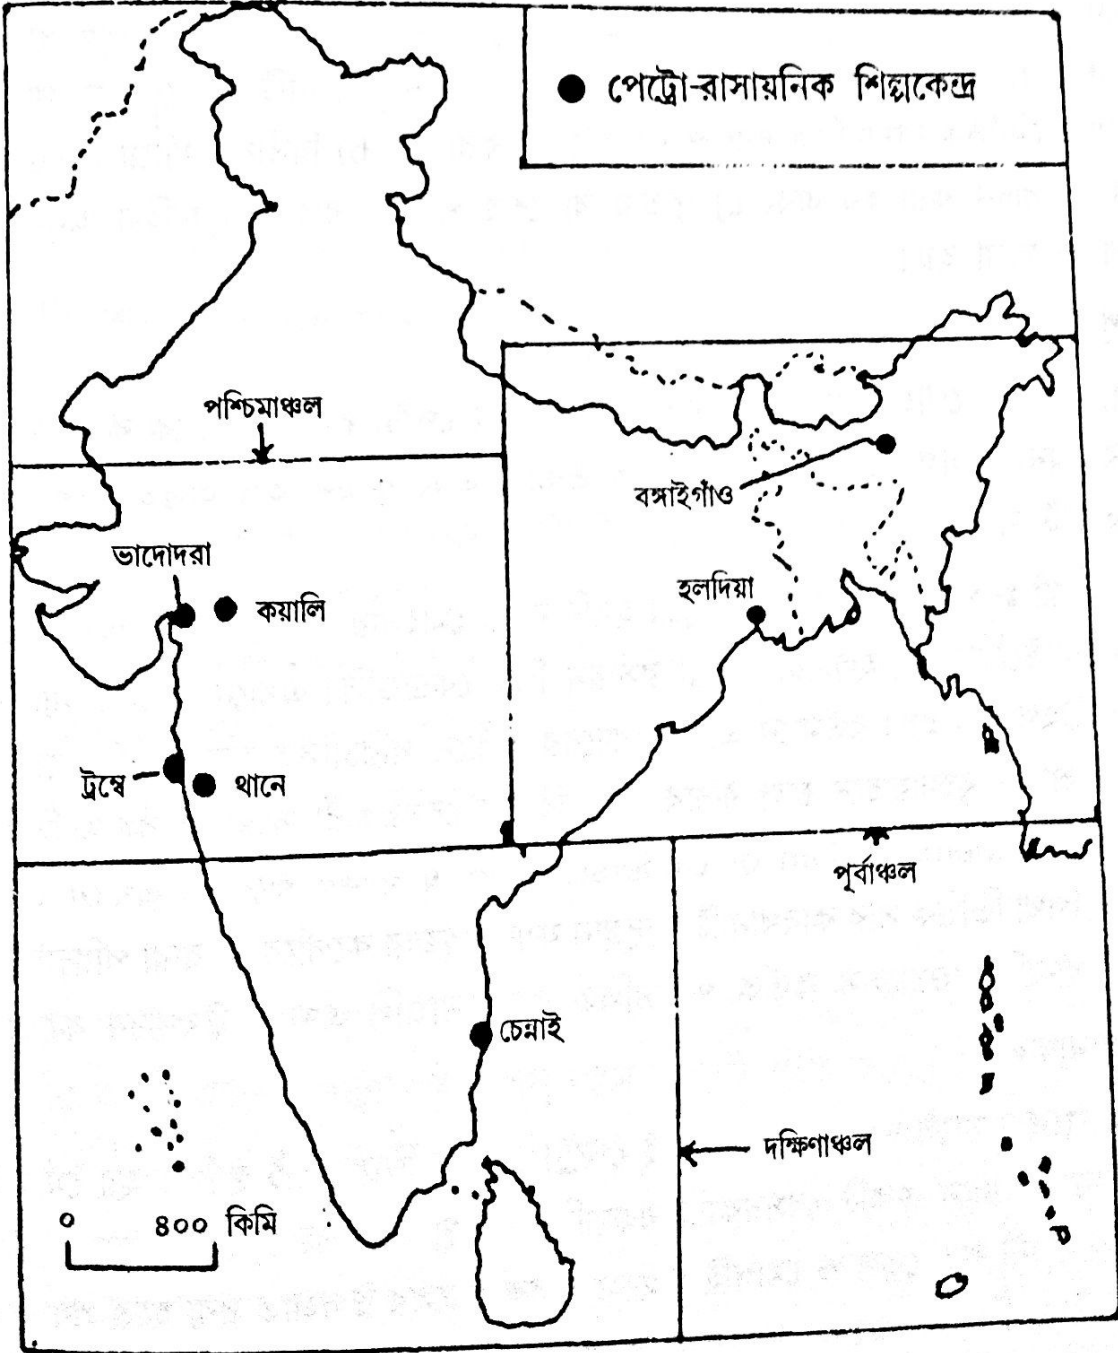 পেট্রো-রাসায়নিক শিল্পকেন্দ্র
পশ্চিমাঞ্চল
বঙ্গাইগাঁও
ভাদোদরা
হলদিয়া
কয়ালি
ট্রম্বে
থানে
পূর্বাঞ্চল
চেন্নাই
দক্ষিণাঞ্চল
০ ৪০০ কিমি